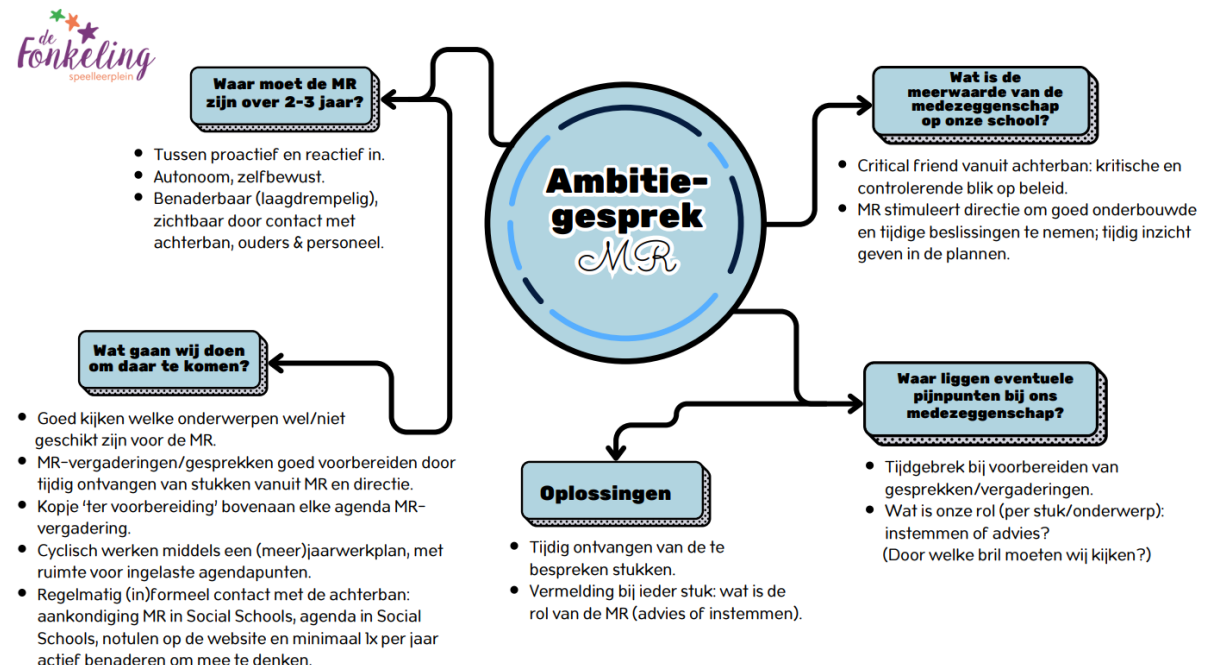 de
Fonkeling
speelleerplein
Ambitie-
gesprek
MR
Waar moet de MR
zijn over 2-3 jaar?
• Tussen proactief en reactief in.
• Autonoom, zelfbewust.
• Benaderbaar (laagdrempelig),
zichtbaar door contact met
achterban, ouders & personeel.
Wat is de
meerwaarde van de
medezeggenschap
op onze school?
• Critical friend vanuit achterban: kritische en
controlerende blik op beleid.
• MR stimuleert directie om goed onderbouwde
en tijdige beslissingen te nemen; tijdig inzicht
geven in de plannen.
Wat gaan wij doen
om daar te komen?
• Goed kijken welke onderwerpen wel/niet
geschikt zijn voor de MR.
• MR-vergaderingen/gesprekken goed voorbereiden door
tijdig ontvangen van stukken vanuit MR en directie.
• Kopje ‘ter voorbereiding’ bovenaan elke agenda MR-
vergadering.
• Cyclisch werken middels een (meer)jaarwerkplan, met
ruimte voor ingelaste agendapunten.
• Regelmatig (in)formeel contact met de achterban:
aankondiging MR in Social Schools, agenda in Social
Schools, notulen op de website en minimaal 1x per jaar
actief benaderen om mee te denken.
Oplossingen
• Tijdig ontvangen van de te
bespreken stukken.
• Vermelding bij ieder stuk: wat is de
rol van de MR (advies of instemmen).
Waar liggen eventuele
pijnpunten bij ons
medezeggenschap?
• Tijdgebrek bij voorbereiden van
gesprekken/vergaderingen.
• Wat is onze rol (per stuk/onderwerp):
instemmen of advies?
(Door welke bril moeten wij kijken?)